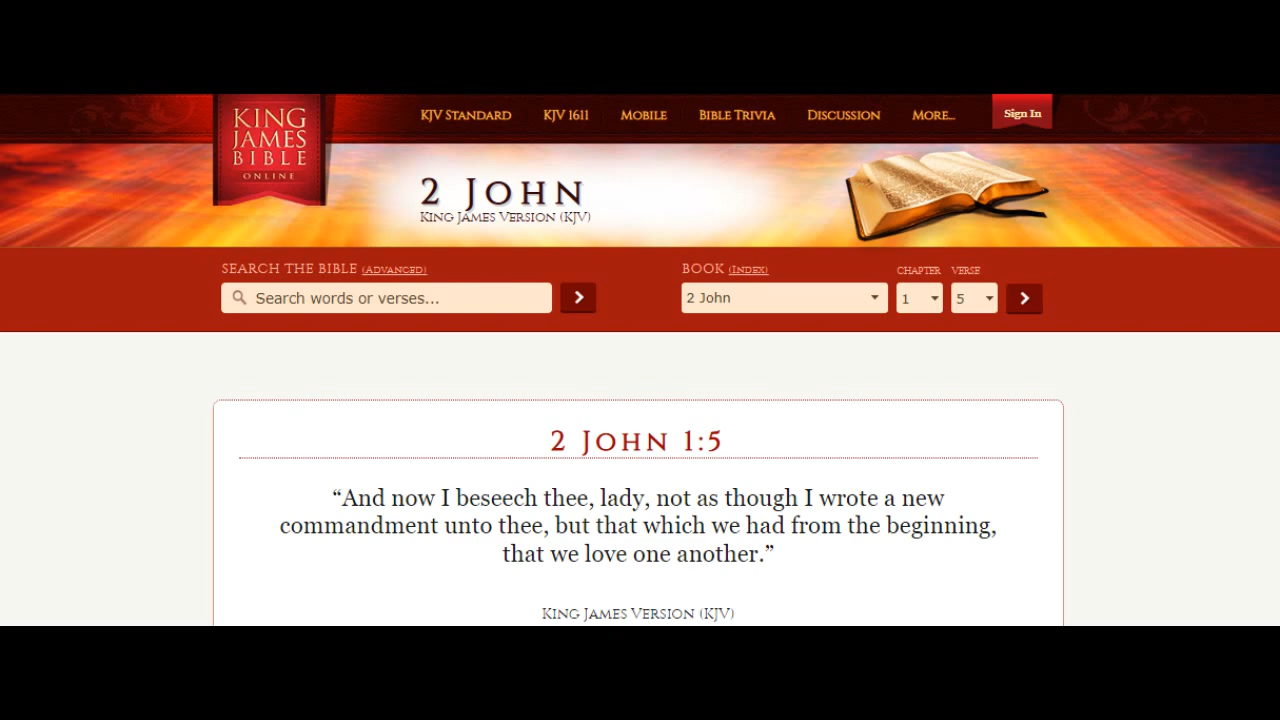 KING
JAMES
BIBLE
ONLINE
KJV Standard KJV 1611 Mobile Bible Trivia Discussion More... Sign In
2 John
King James Version (KJV)
SEARCH THE BIBLE (Advanced) BOOK (Index) CHAPTER VERSE
Search words or verses... 2 John 1 5
2 John 1:5
“And now I beseech thee, lady, not as though I wrote a new
commandment unto thee, but that which we had from the beginning,
that we love one another.”
King James Version (KJV)